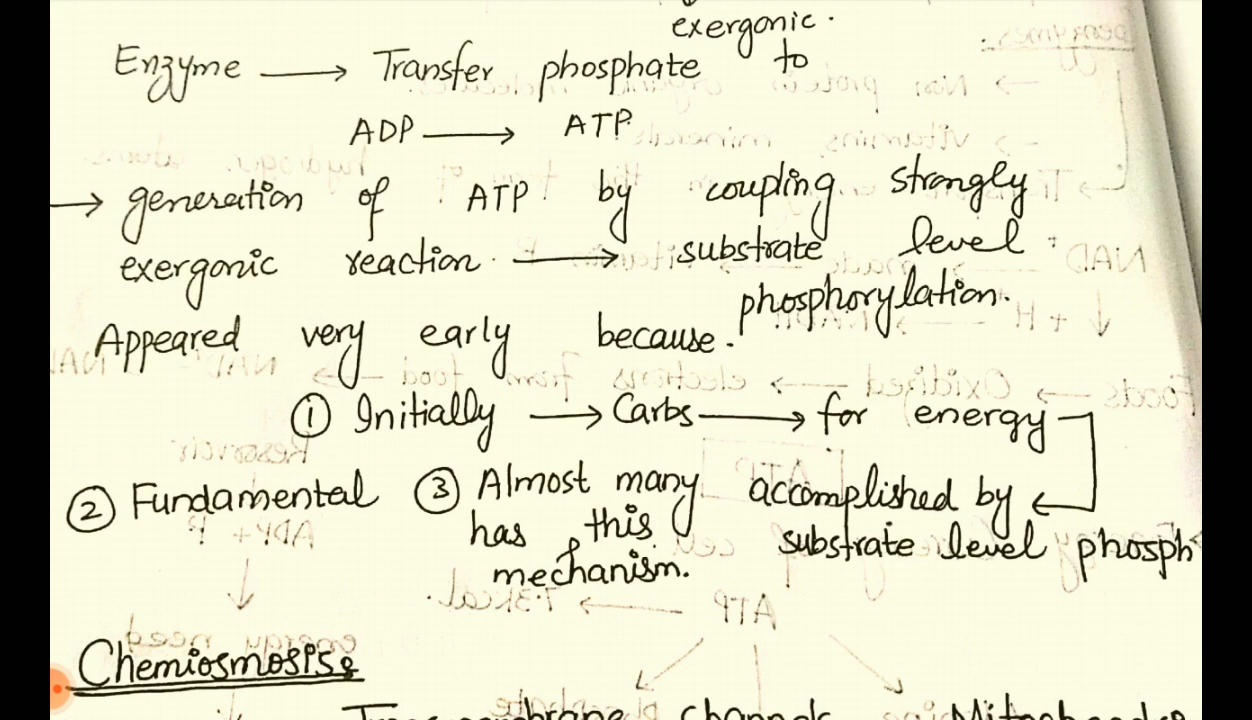 exergonic.
Enzyme → Transfer phosphate to
ADP → ATP
→ generation of ATP by coupling strongly
exergonic reaction. → substrate level
phosphorylation.
Appeared very early because.
① Initially → Carbs → for energy
② Fundamental ③ Almost many accomplished by
has this substrate level phosph
mechanism.
Chemiosmosis:
Transmembrane channels